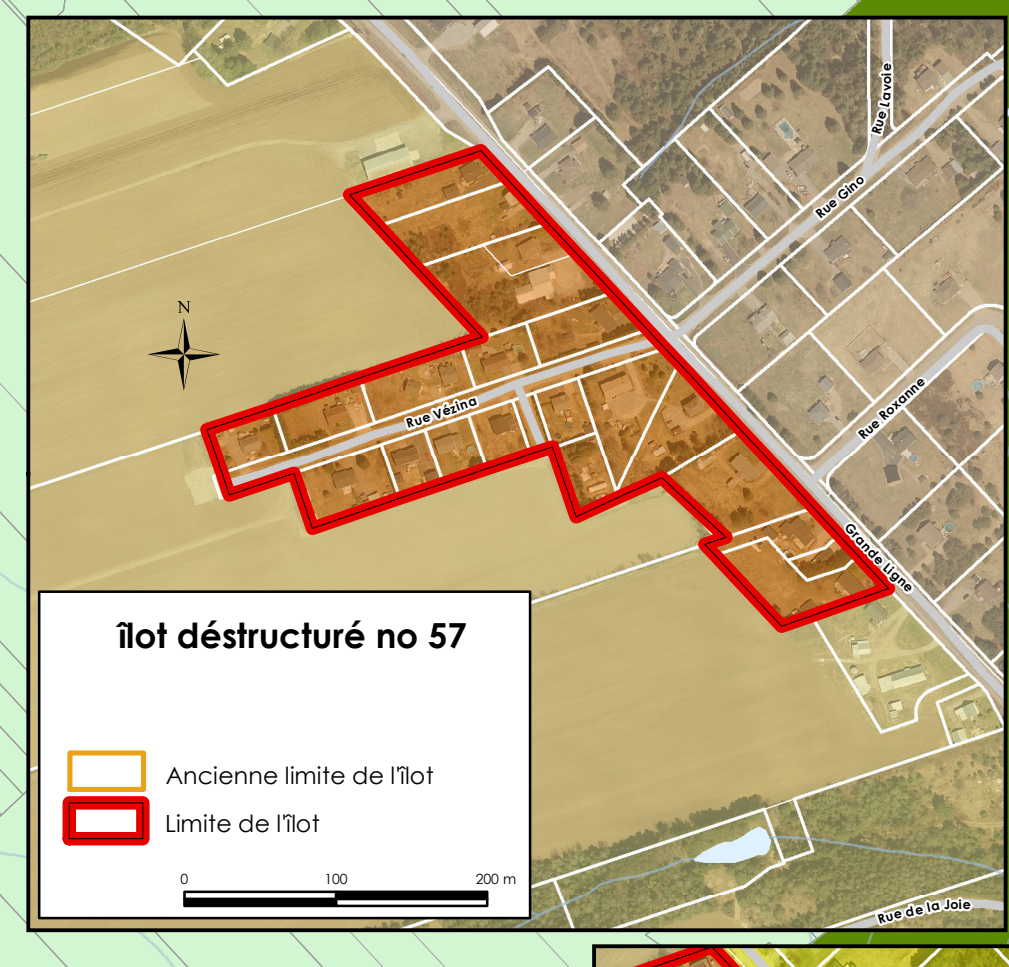 Rue Lavoie
Rue Gino
N
Rue Roxanne
Rue Vézina
Grande Ligne
îlot déstructuré no 57
Ancienne limite de l'îlot
Limite de l'îlot
0 100 200 m
Rue de la Joie